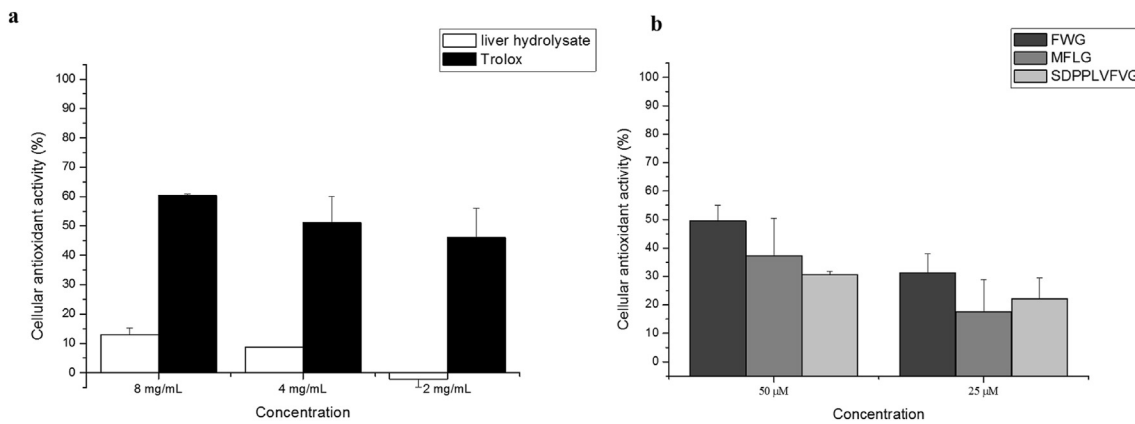 a
liver hydrolysate
Trolox
100
90
80
70
60
50
40
30
20
10
0
Cellular antioxidant activity (%)
8 mg/mL
4 mg/mL
2 mg/mL
Concentration
b
FWG
MFLG
SDPPLVFVG
100
90
80
70
60
50
40
30
20
10
0
Cellular antioxidant activity (%)
50 µM
25 µM
Concentration